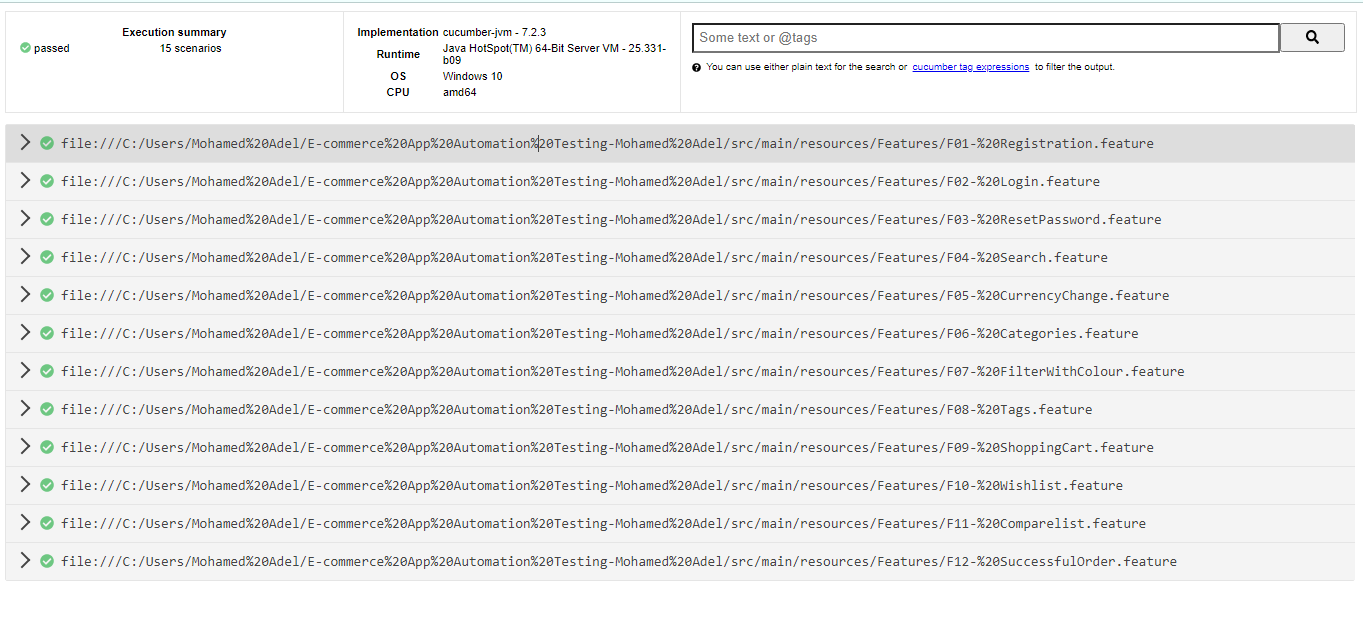 passed
Execution summary
15 scenarios
Implementation cucumber-jvm - 7.2.3
Runtime Java HotSpot(TM) 64-Bit Server VM - 25.331-
b09
OS Windows 10
CPU amd64
Some text or @tags
You can use either plain text for the search or cucumber tag expressions to filter the output.
file:///C:/Users/Mohamed%20Adel/E-commerce%20App%20Automation%20Testing-Mohamed%20Adel/src/main/resources/Features/F01-%20Registration.feature
file:///C:/Users/Mohamed%20Adel/E-commerce%20App%20Automation%20Testing-Mohamed%20Adel/src/main/resources/Features/F02-%20Login.feature
file:///C:/Users/Mohamed%20Adel/E-commerce%20App%20Automation%20Testing-Mohamed%20Adel/src/main/resources/Features/F03-%20ResetPassword.feature
file:///C:/Users/Mohamed%20Adel/E-commerce%20App%20Automation%20Testing-Mohamed%20Adel/src/main/resources/Features/F04-%20Search.feature
file:///C:/Users/Mohamed%20Adel/E-commerce%20App%20Automation%20Testing-Mohamed%20Adel/src/main/resources/Features/F05-%20CurrencyChange.feature
file:///C:/Users/Mohamed%20Adel/E-commerce%20App%20Automation%20Testing-Mohamed%20Adel/src/main/resources/Features/F06-%20Categories.feature
file:///C:/Users/Mohamed%20Adel/E-commerce%20App%20Automation%20Testing-Mohamed%20Adel/src/main/resources/Features/F07-%20FilterWithColour.feature
file:///C:/Users/Mohamed%20Adel/E-commerce%20App%20Automation%20Testing-Mohamed%20Adel/src/main/resources/Features/F08-%20Tags.feature
file:///C:/Users/Mohamed%20Adel/E-commerce%20App%20Automation%20Testing-Mohamed%20Adel/src/main/resources/Features/F09-%20ShoppingCart.feature
file:///C:/Users/Mohamed%20Adel/E-commerce%20App%20Automation%20Testing-Mohamed%20Adel/src/main/resources/Features/F10-%20Wishlist.feature
file:///C:/Users/Mohamed%20Adel/E-commerce%20App%20Automation%20Testing-Mohamed%20Adel/src/main/resources/Features/F11-%20Comparelist.feature
file:///C:/Users/Mohamed%20Adel/E-commerce%20App%20Automation%20Testing-Mohamed%20Adel/src/main/resources/Features/F12-%20SuccessfulOrder.feature